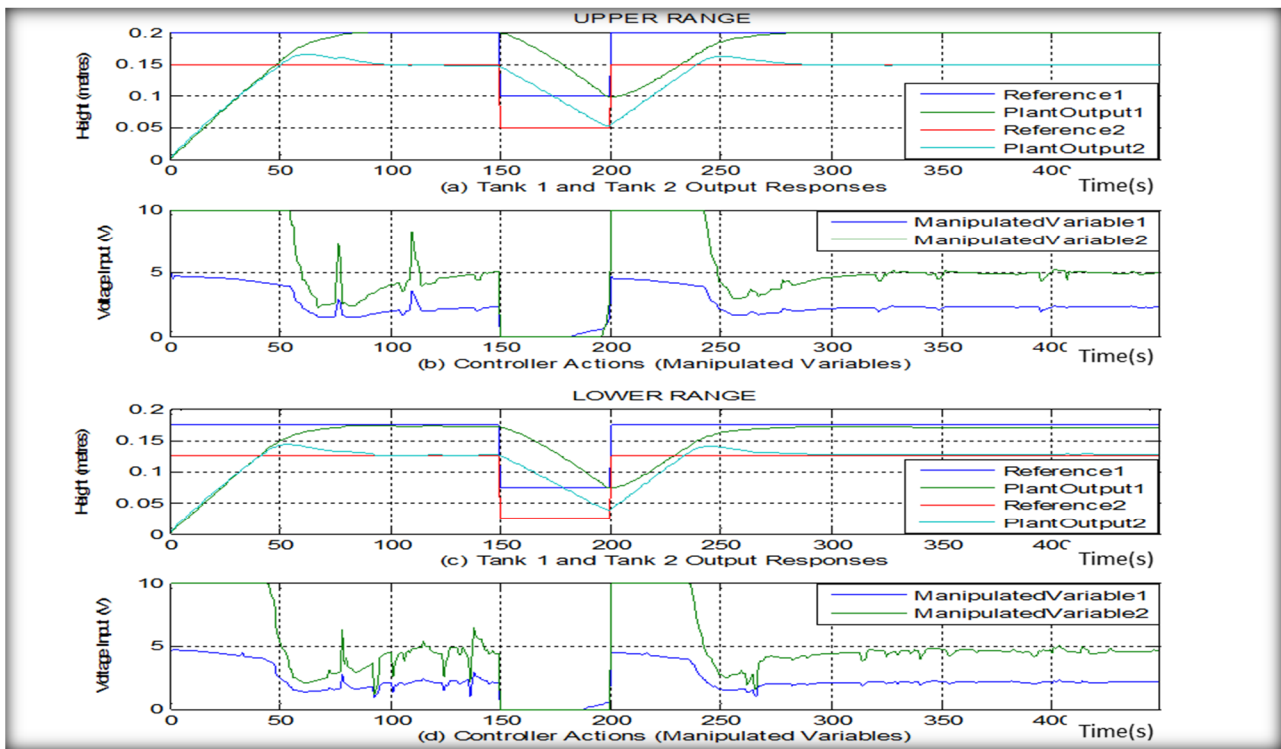 UPPER RANGE
Height (metres)
0.2
0.15
0.1
0.05
0
0 50 100 150 200 250 300 350 400
Reference1
PlantOutput1
Reference2
PlantOutput2
(a) Tank 1 and Tank 2 Output Responses
Time(s)
Voltage Input (V)
10
5
0
0 50 100 150 200 250 300 350 400
ManipulatedVariable1
ManipulatedVariable2
(b) Controller Actions (Manipulated Variables)
Time(s)
LOWER RANGE
Height (metres)
0.2
0.15
0.1
0.05
0
0 50 100 150 200 250 300 350 400
Reference1
PlantOutput1
Reference2
PlantOutput2
(c) Tank 1 and Tank 2 Output Responses
Time(s)
Voltage Input (V)
10
5
0
0 50 100 150 200 250 300 350 400
ManipulatedVariable1
ManipulatedVariable2
(d) Controller Actions (Manipulated Variables)
Time(s)